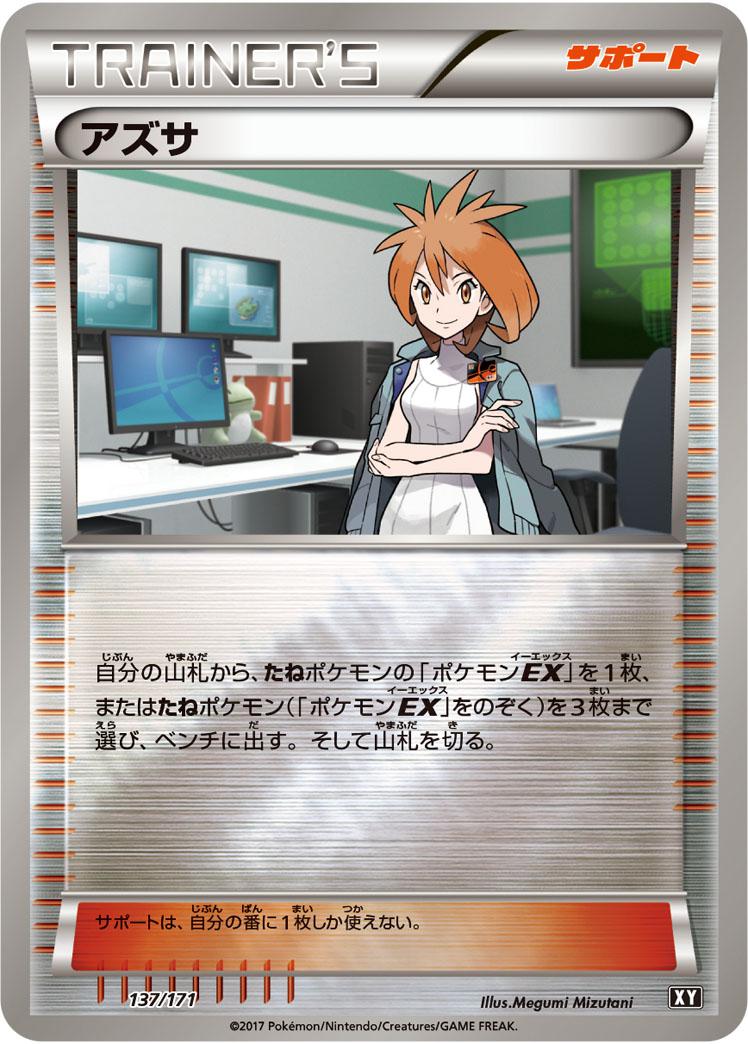 TRAINER'S
サポート
アズサ
自分の山札から、たねポケモンの「ポケモンEX」を1枚、
またはたねポケモン(「ポケモンEX」をのぞく)を3枚まで
選び、ベンチに出す。そして山札を切る。
サポートは、自分の番に1枚しか使えない。
137/171
Illus.Megumi Mizutani
XY
©2017 Pokémon/Nintendo/Creatures/GAME FREAK.